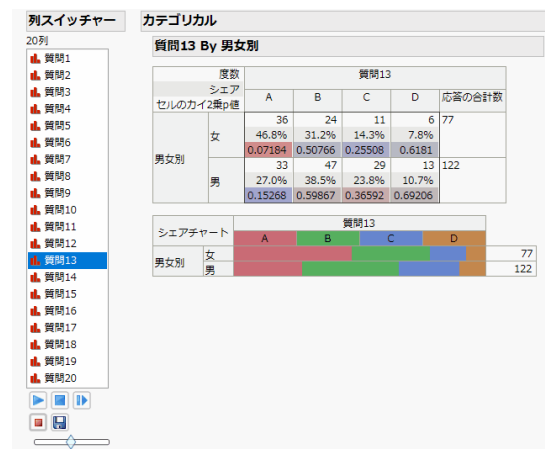 列スイッチャー
20列
質問1
質問2
質問3
質問4
質問5
質問6
質問7
質問8
質問9
質問10
質問11
質問12
質問13
質問14
質問15
質問16
質問17
質問18
質問19
質問20
カテゴリカル
質問13 By 男女別
度数 質問13
シェア
セルのカイ2乗p値 A B C D 応答の合計数
男女別 女 36 24 11 6 77
46.8% 31.2% 14.3% 7.8%
0.07184 0.50766 0.25508 0.6181
男 33 47 29 13 122
27.0% 38.5% 23.8% 10.7%
0.15268 0.59867 0.36592 0.69206
シェアチャート 質問13
A B C D
男女別 女 77
男 122